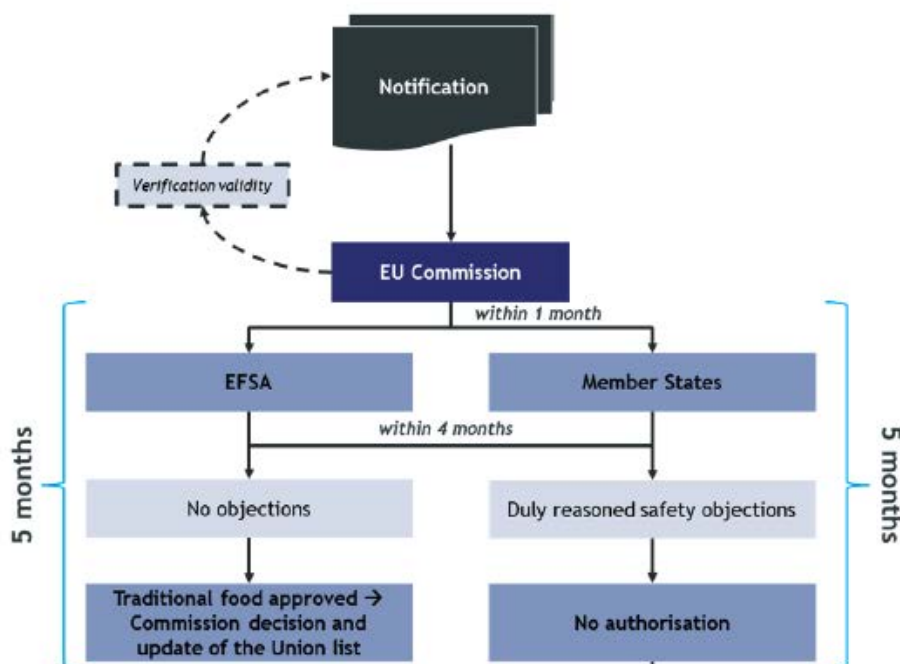 Notification
Verification validity
EU Commission
within 1 month
EFSA
Member States
within 4 months
5 months
5 months
No objections
Duly reasoned safety objections
Traditional food approved →
Commission decision and
update of the Union list
No authorisation